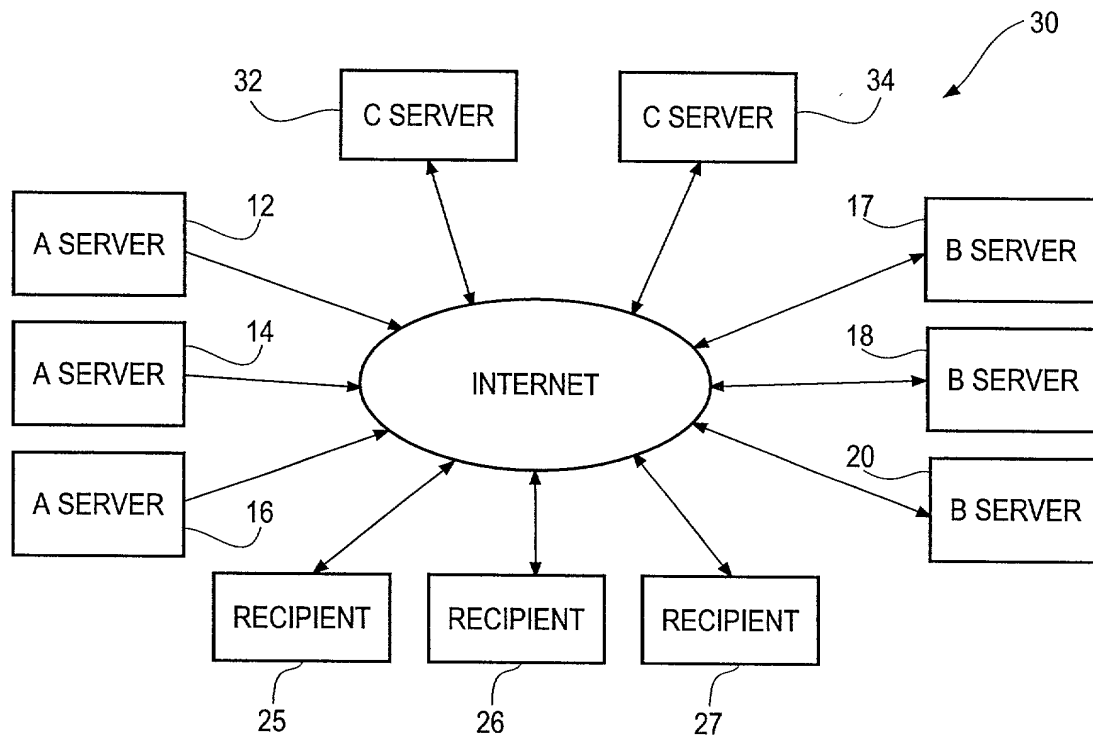 30
32
C SERVER
C SERVER
34
12
A SERVER
17
B SERVER
14
A SERVER
INTERNET
18
B SERVER
A SERVER
16
20
B SERVER
RECIPIENT
RECIPIENT
RECIPIENT
25
26
27